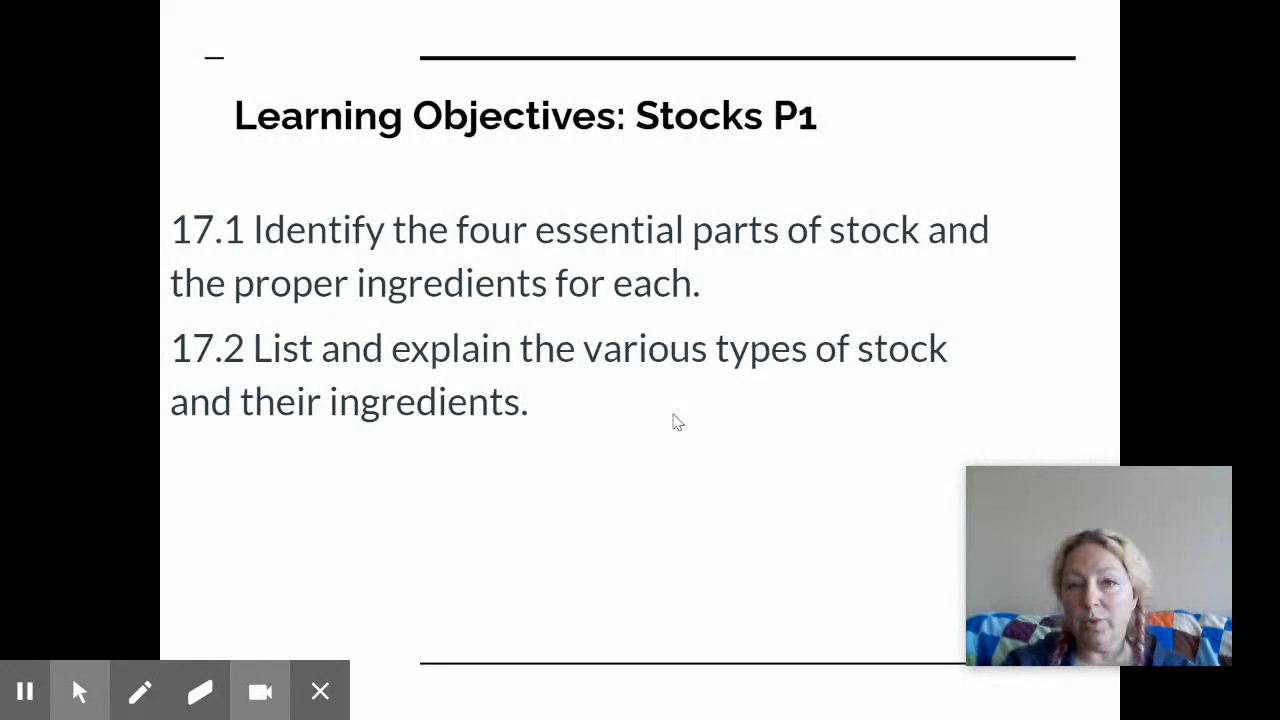 Learning Objectives: Stocks P1
17.1 Identify the four essential parts of stock and
the proper ingredients for each.
17.2 List and explain the various types of stock
and their ingredients.